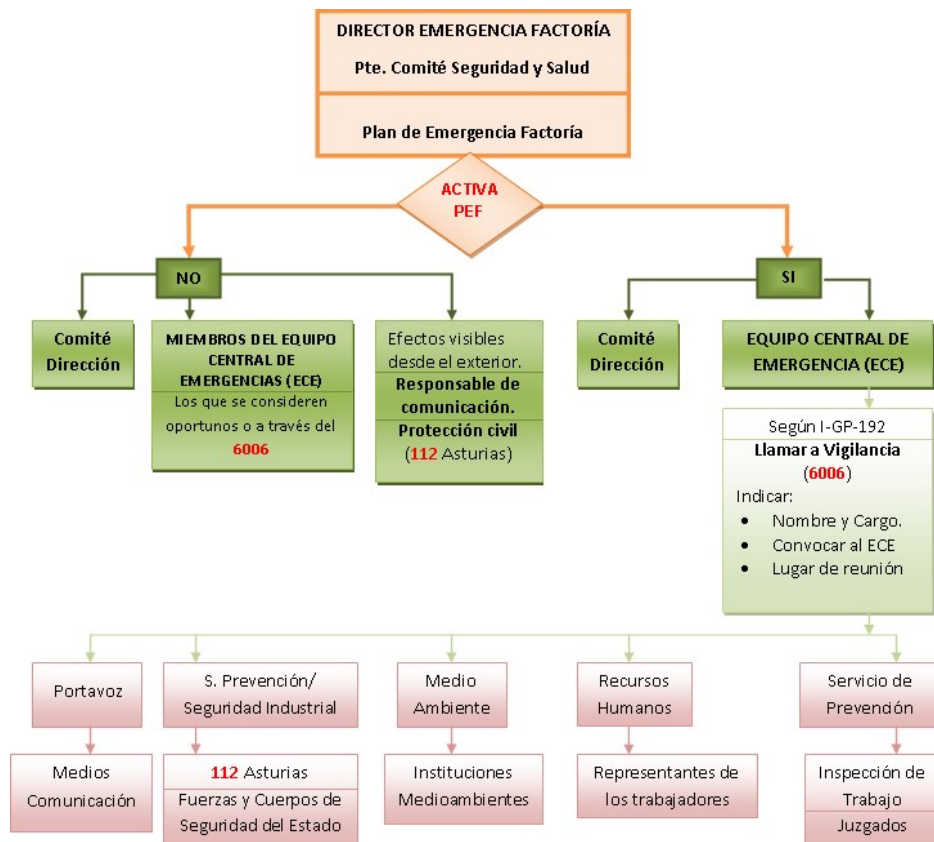 DIRECTOR EMERGENCIA FACTORÍA
Pte. Comité Seguridad y Salud
Plan de Emergencia Factoría
ACTIVA
PEF
NO
SI
Comité
Dirección
MIEMBROS DEL EQUIPO
CENTRAL DE
EMERGENCIAS (ECE)
Los que se consideren
oportunos o a través del
6006
Efectos visibles
desde el exterior.
Responsable de
comunicación.
Protección civil
(112 Asturias)
Comité
Dirección
EQUIPO CENTRAL DE
EMERGENCIA (ECE)
Según I-GP-192
Llamar a Vigilancia
(6006)
Indicar:
• Nombre y Cargo.
• Convocar al ECE
• Lugar de reunión
Portavoz
S. Prevención/
Seguridad Industrial
Medio
Ambiente
Recursos
Humanos
Servicio de
Prevención
Medios
Comunicación
112 Asturias
Fuerzas y Cuerpos de
Seguridad del Estado
Instituciones
Medioambientes
Representantes de
los trabajadores
Inspección de
Trabajo
Juzgados